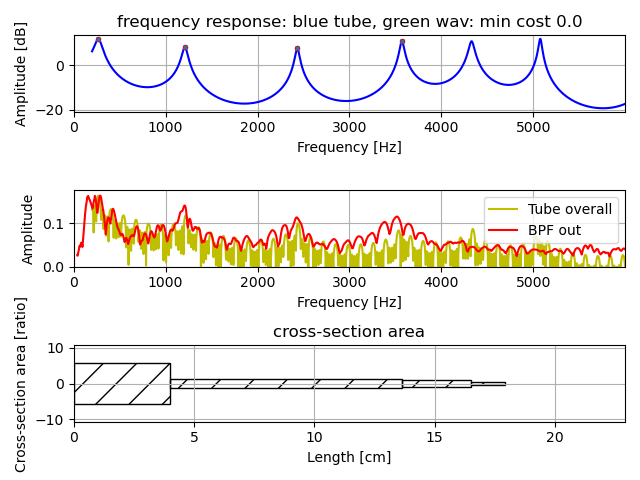 frequency response: blue tube, green wav: min cost 0.0
Amplitude [dB]
0
−20
0 1000 2000 3000 4000 5000
Frequency [Hz]
Amplitude
0.1
0.0
Tube overall
BPF out
0 1000 2000 3000 4000 5000
Frequency [Hz]
cross-section area
Cross-section area [ratio]
10
0
−10
0 5 10 15 20
Length [cm]